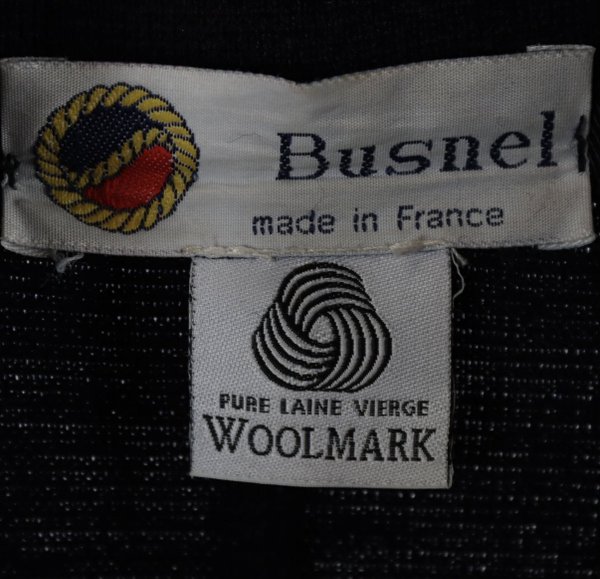 Busnel
made in France
PURE LAINE VIERGE
WOOLMARK